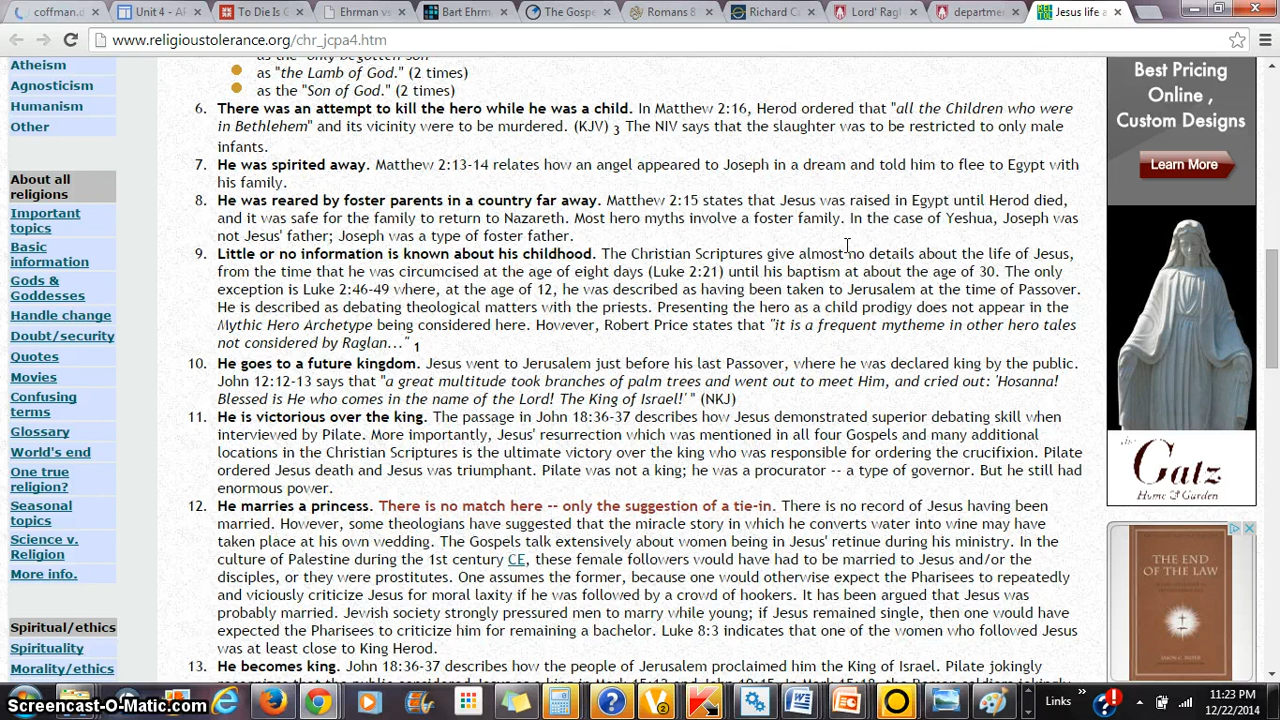 coffman.d
Unit 4 - AP
To Die Is G
Ehrman vs
Bart Ehrm
The Gospe
Romans 8
Richard C
Lord' Ragl
department
Jesus life a
www.religioustolerance.org/chr_jcpa4.htm
as the "only begotten son"
as "the Lamb of God." (2 times)
as the "Son of God." (2 times)
6. There was an attempt to kill the hero while he was a child. In Matthew 2:16, Herod ordered that "all the Children who were
in Bethlehem" and its vicinity were to be murdered. (KJV) 3 The NIV says that the slaughter was to be restricted to only male
infants.
7. He was spirited away. Matthew 2:13-14 relates how an angel appeared to Joseph in a dream and told him to flee to Egypt with
his family.
8. He was reared by foster parents in a country far away. Matthew 2:15 states that Jesus was raised in Egypt until Herod died,
and it was safe for the family to return to Nazareth. Most hero myths involve a foster family. In the case of Yeshua, Joseph was
not Jesus' father; Joseph was a type of foster father.
9. Little or no information is known about his childhood. The Christian Scriptures give almost no details about the life of Jesus,
from the time that he was circumcised at the age of eight days (Luke 2:21) until his baptism at about the age of 30. The only
exception is Luke 2:46-49 where, at the age of 12, he was described as having been taken to Jerusalem at the time of Passover.
He is described as debating theological matters with the priests. Presenting the hero as a child prodigy does not appear in the
Mythic Hero Archetype being considered here. However, Robert Price states that "it is a frequent mytheme in other hero tales
not considered by Raglan..." 1
10. He goes to a future kingdom. Jesus went to Jerusalem just before his last Passover, where he was declared king by the public.
John 12:12-13 says that "a great multitude took branches of palm trees and went out to meet Him, and cried out: 'Hosanna!
Blessed is He who comes in the name of the Lord! The King of Israel!' " (NKJ)
11. He is victorious over the king. The passage in John 18:36-37 describes how Jesus demonstrated superior debating skill when
interviewed by Pilate. More importantly, Jesus' resurrection which was mentioned in all four Gospels and many additional
locations in the Christian Scriptures is the ultimate victory over the king who was responsible for ordering the crucifixion. Pilate
ordered Jesus death and Jesus was triumphant. Pilate was not a king; he was a procurator -- a type of governor. But he still had
enormous power.
12. He marries a princess. There is no match here -- only the suggestion of a tie-in. There is no record of Jesus having been
married. However, some theologians have suggested that the miracle story in which he converts water into wine may have
taken place at his own wedding. The Gospels talk extensively about women being in Jesus' retinue during his ministry. In the
culture of Palestine during the 1st century CE, these female followers would have had to be married to Jesus and/or the
disciples, or they were prostitutes. One assumes the former, because one would otherwise expect the Pharisees to repeatedly
and viciously criticize Jesus for moral laxity if he was followed by a crowd of hookers. It has been argued that Jesus was
probably married. Jewish society strongly pressured men to marry while young; if Jesus remained single, then one would have
expected the Pharisees to criticize him for remaining a bachelor. Luke 8:3 indicates that one of the women who followed Jesus
was at least close to King Herod.
13. He becomes king. John 18:36-37 describes how the people of Jerusalem proclaimed him the King of Israel. Pilate jokingly
Atheism
Agnosticism
Humanism
Other
About all
religions
Important
topics
Basic
information
Gods &
Goddesses
Handle change
Doubt/security
Quotes
Movies
Confusing
terms
Glossary
World's end
One true
religion?
Seasonal
topics
Science v.
Religion
More info.
Spiritual/ethics
Spirituality
Morality/ethics
Best Pricing
Online ,
Custom Designs
Learn More
the
Gatz
Home & Garden
THE END
OF THE
LAW
Screencast-O-Matic.com
Links
»
11:23 PM
12/22/2014